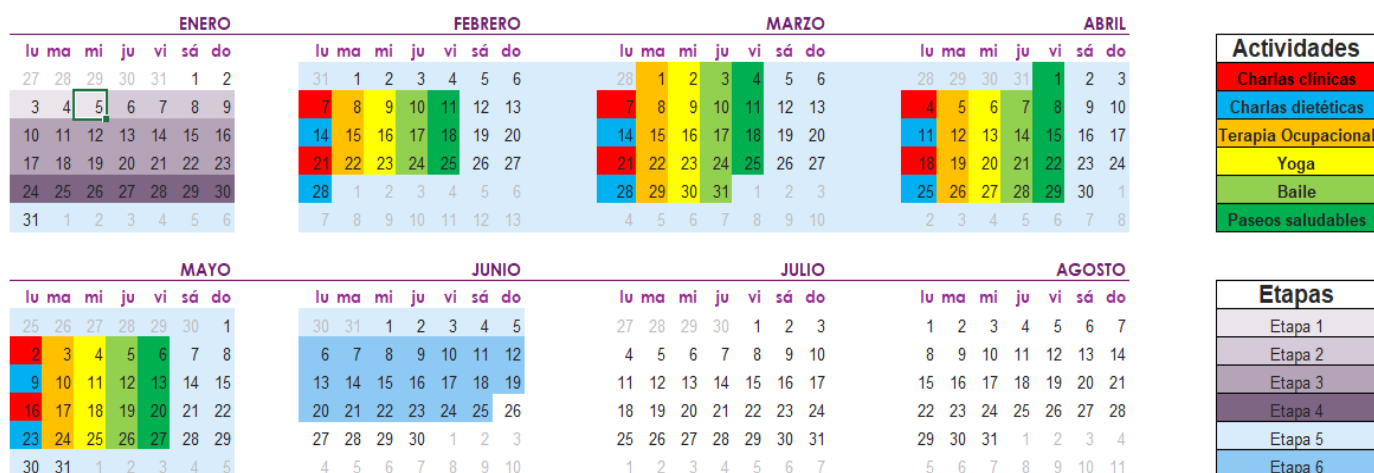 ENERO FEBRERO MARZO ABRIL
lu ma mi ju vi sá do lu ma mi ju vi sá do lu ma mi ju vi sá do lu ma mi ju vi sá do Actividades
27 28 29 30 31 1 2 31 1 2 3 4 5 6 28 1 2 3 4 5 6 28 29 30 31 1 2 3 Charlas clínicas
3 4 5 6 7 8 9 7 8 9 10 11 12 13 7 8 9 10 11 12 13 4 5 6 7 8 9 10 Charlas dietéticas
10 11 12 13 14 15 16 14 15 16 17 18 19 20 14 15 16 17 18 19 20 11 12 13 14 15 16 17 Terapia Ocupacional
17 18 19 20 21 22 23 21 22 23 24 25 26 27 21 22 23 24 25 26 27 18 19 20 21 22 23 24 Yoga
24 25 26 27 28 29 30 28 1 2 3 4 5 6 28 29 30 31 1 2 3 25 26 27 28 29 30 1 Baile
31 1 2 3 4 5 6 7 8 9 10 11 12 13 4 5 6 7 8 9 10 2 3 4 5 6 7 8 Paseos saludables
MAYO JUNIO JULIO AGOSTO
lu ma mi ju vi sá do lu ma mi ju vi sá do lu ma mi ju vi sá do lu ma mi ju vi sá do Etapas
25 26 27 28 29 30 1 30 31 1 2 3 4 5 27 28 29 30 1 2 3 1 2 3 4 5 6 7 Etapa 1
2 3 4 5 6 7 8 6 7 8 9 10 11 12 4 5 6 7 8 9 10 8 9 10 11 12 13 14 Etapa 2
9 10 11 12 13 14 15 13 14 15 16 17 18 19 11 12 13 14 15 16 17 15 16 17 18 19 20 21 Etapa 3
16 17 18 19 20 21 22 20 21 22 23 24 25 26 18 19 20 21 22 23 24 22 23 24 25 26 27 28 Etapa 4
23 24 25 26 27 28 29 27 28 29 30 1 2 3 25 26 27 28 29 30 31 29 30 31 1 2 3 4 Etapa 5
30 31 1 2 3 4 5 4 5 6 7 8 9 10 1 2 3 4 5 6 7 5 6 7 8 9 10 11 Etapa 6